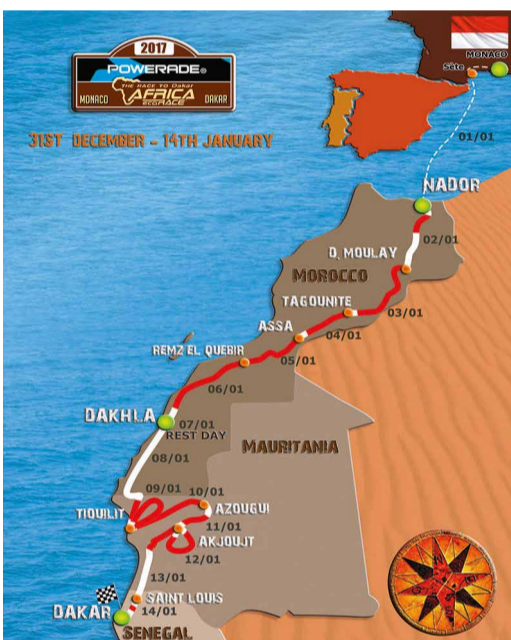 2017
POWERADE®
THE RACE TO Dakar
MONACO
AFRICA
ECO RACE
DAKAR
31ST DECEMBER - 14TH JANUARY
MONACO
Sète
01/01
NADOR
02/01
D. MOULAY
MOROCCO
TAGOUNITE
03/01
ASSA
04/01
REMZ EL QUEBIR
05/01
06/01
DAKHLA
07/01
REST DAY
MAURITANIA
08/01
09/01
10/01
TIOUILIT
AZOUGUI
11/01
AKJOUJT
12/01
13/01
SAINT LOUIS
DAKAR
14/01
SENEGAL